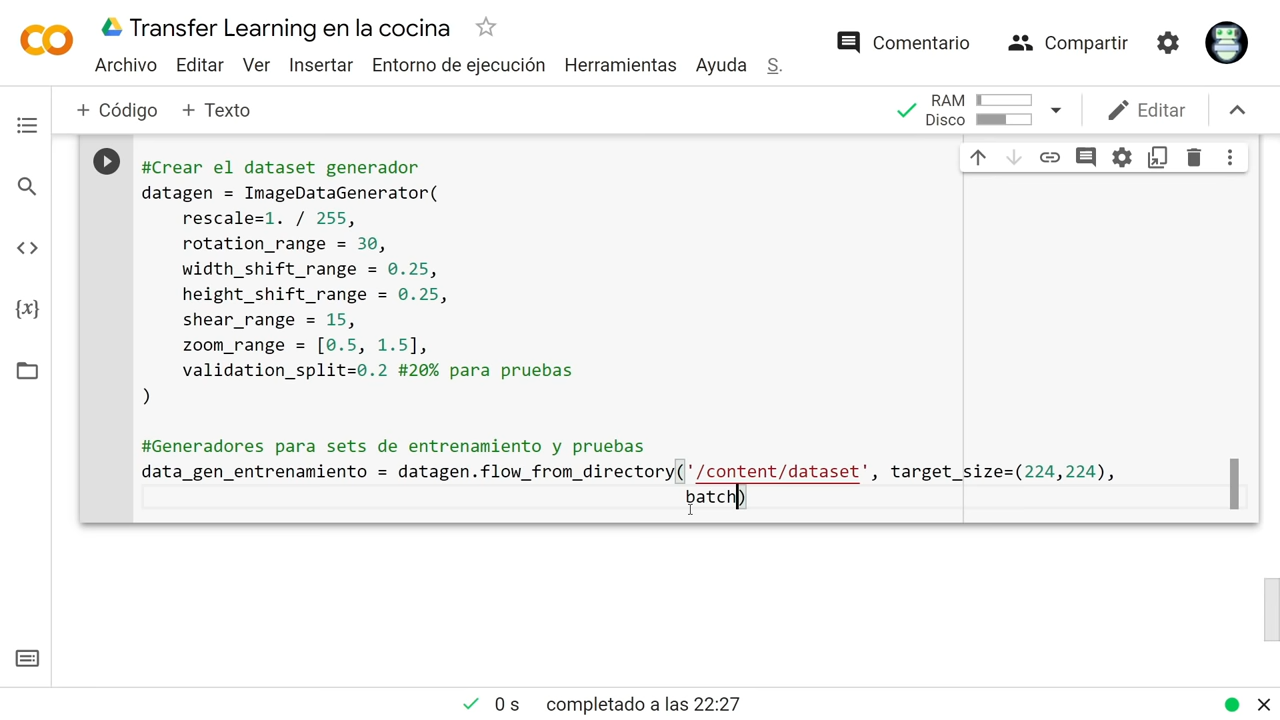 Transfer Learning en la cocina
Archivo Editar Ver Insertar Entorno de ejecución Herramientas Ayuda S.
Comentario Compartir
+ Código + Texto
RAM
Disco
Editar
#Crear el dataset generador
datagen = ImageDataGenerator(
rescale=1. / 255,
rotation_range = 30,
width_shift_range = 0.25,
height_shift_range = 0.25,
shear_range = 15,
zoom_range = [0.5, 1.5],
validation_split=0.2 #20% para pruebas
)
#Generadores para sets de entrenamiento y pruebas
data_gen_entrenamiento = datagen.flow_from_directory('/content/dataset', target_size=(224,224),
batch)
{x}
0 s completado a las 22:27